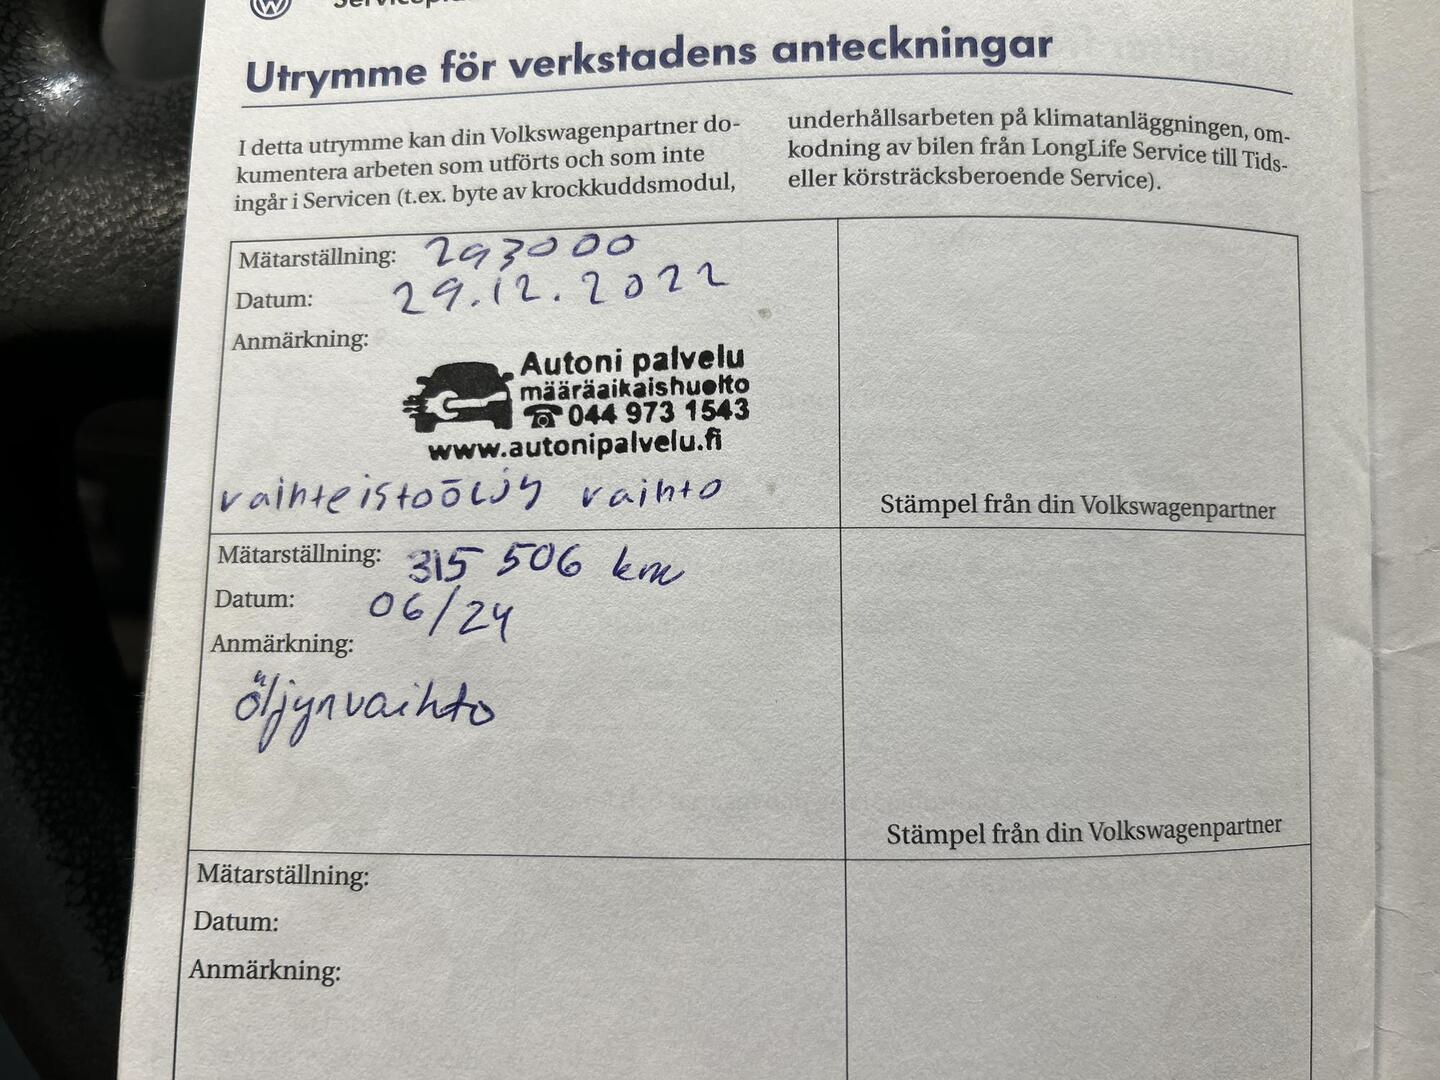 Utrymme för verkstadens anteckningar
I detta utrymme kan din Volkswagenpartner do-
kumentera arbeten som utförts och som inte
ingår i Servicen (t.ex. byte av krockkuddsmodul,
underhållsarbeten på klimatanläggningen, om-
kodning av bilen från LongLife Service till Tids-
eller körsträcksberoende Service).
Mätarställning: 293000
Datum: 29.12.2022
Anmärkning:
Autoni palvelu
määräaikaishuolto
☎ 044 973 1543
www.autonipalvelu.fi
vaihteistoöljy vaihto
Stämpel från din Volkswagenpartner
Mätarställning: 315 506 km
Datum: 06/24
Anmärkning:
öljynvaihto
Stämpel från din Volkswagenpartner
Mätarställning:
Datum:
Anmärkning: